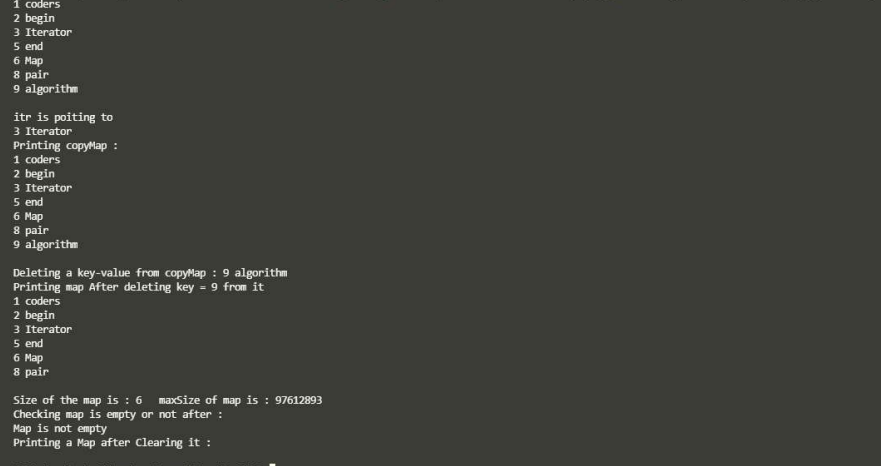 1 coders
2 begin
3 Iterator
5 end
6 Map
8 pair
9 algorithm
itr is poiting to
3 Iterator
Printing copyMap :
1 coders
2 begin
3 Iterator
5 end
6 Map
8 pair
9 algorithm
Deleting a key-value from copyMap : 9 algorithm
Printing map After deleting key = 9 from it
1 coders
2 begin
3 Iterator
5 end
6 Map
8 pair
Size of the map is : 6   maxSize of map is : 97612893
Checking map is empty or not after :
Map is not empty
Printing a Map after Clearing it :